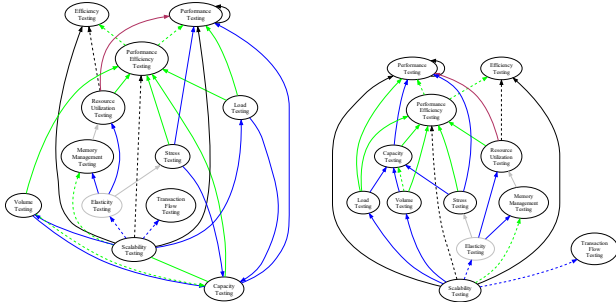 Efficiency
Testing
Performance
Testing
Performance
Efficiency
Testing
Resource
Utilization
Testing
Load
Testing
Memory
Management
Testing
Stress
Testing
Volume
Testing
Elasticity
Testing
Transaction
Flow
Testing
Scalability
Testing
Capacity
Testing
Performance
Testing
Efficiency
Testing
Performance
Efficiency
Testing
Capacity
Testing
Resource
Utilization
Testing
Load
Testing
Volume
Testing
Stress
Testing
Memory
Management
Testing
Elasticity
Testing
Transaction
Flow
Testing
Scalability
Testing